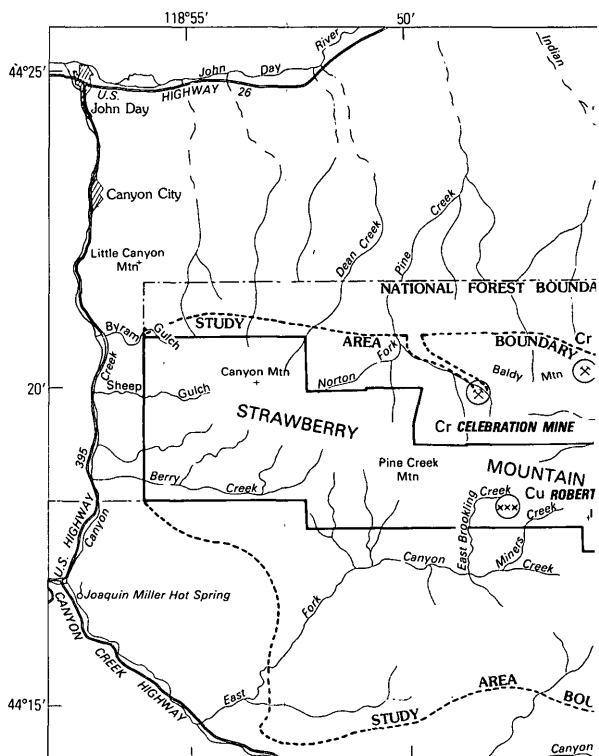 118°55'
50'
44°25'
River
John Day
Indian
U.S. HIGHWAY 26
John Day
Canyon City
Creek
Dean Creek
Pine
Little Canyon
Mtn
NATIONAL FOREST BOUNDA
STUDY AREA BOUNDARY
Byram Gulch
Fork
Cr
Creek
Canyon Mtn
Norton
Baldy Mtn
20'
Sheep Gulch
STRAWBERRY
Cr CELEBRATION MINE
395
Pine Creek
Mtn
MOUNTAIN
Berry Creek
Creek
Cu ROBERT
U.S. HIGHWAY
Canyon
East Brookling
Creek
Miners
Canyon Creek
Joaquin Miller Hot Spring
CANYON CREEK HIGHWAY
Fork
East
AREA
44°15'
STUDY
BOU
Canyon